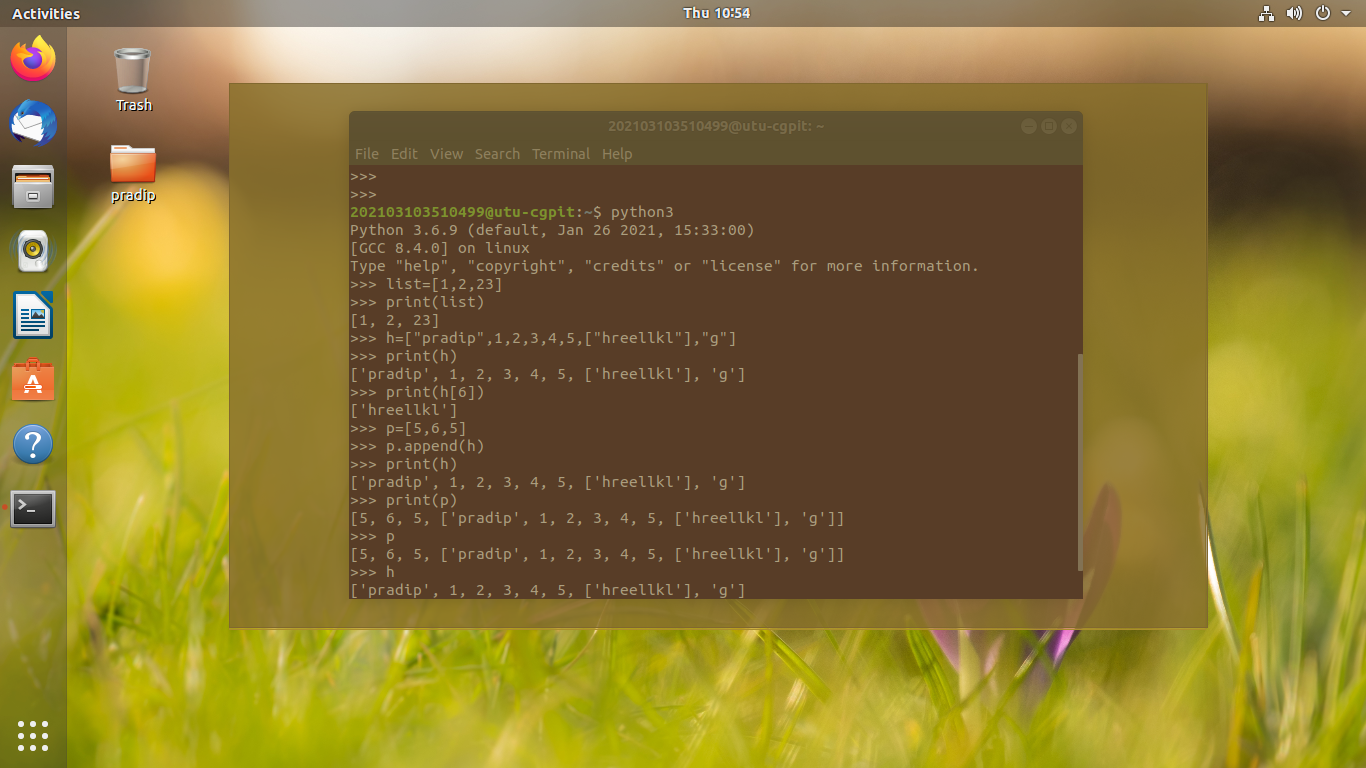 Activities
Thu 10:54
Trash
pradip
202103103510499@utu-cgpit: ~
File Edit View Search Terminal Help
>>>
>>>
202103103510499@utu-cgpit:~$ python3
Python 3.6.9 (default, Jan 26 2021, 15:33:00)
[GCC 8.4.0] on linux
Type "help", "copyright", "credits" or "license" for more information.
>>> list=[1,2,23]
>>> print(list)
[1, 2, 23]
>>> h=["pradip",1,2,3,4,5,["hreellkl"],"g"]
>>> print(h)
['pradip', 1, 2, 3, 4, 5, ['hreellkl'], 'g']
>>> print(h[6])
['hreellkl']
>>> p=[5,6,5]
>>> p.append(h)
>>> print(h)
['pradip', 1, 2, 3, 4, 5, ['hreellkl'], 'g']
>>> print(p)
[5, 6, 5, ['pradip', 1, 2, 3, 4, 5, ['hreellkl'], 'g']]
>>> p
[5, 6, 5, ['pradip', 1, 2, 3, 4, 5, ['hreellkl'], 'g']]
>>> h
['pradip', 1, 2, 3, 4, 5, ['hreellkl'], 'g']